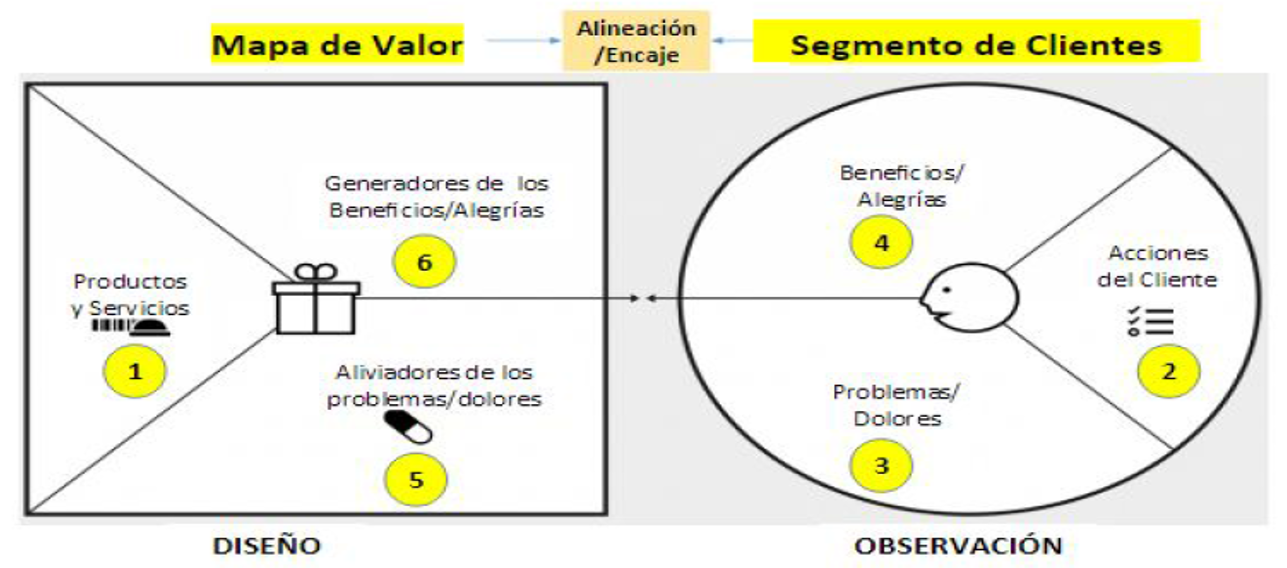 Mapa de Valor
Alineación
/Encaje
Segmento de Clientes
Generadores de los
Beneficios/Alegrías
6
Productos
y Servicios
1
Aliviadores de los
problemas/dolores
5
Beneficios/
Alegrías
4
Acciones
del Cliente
2
Problemas/
Dolores
3
DISEÑO
OBSERVACIÓN